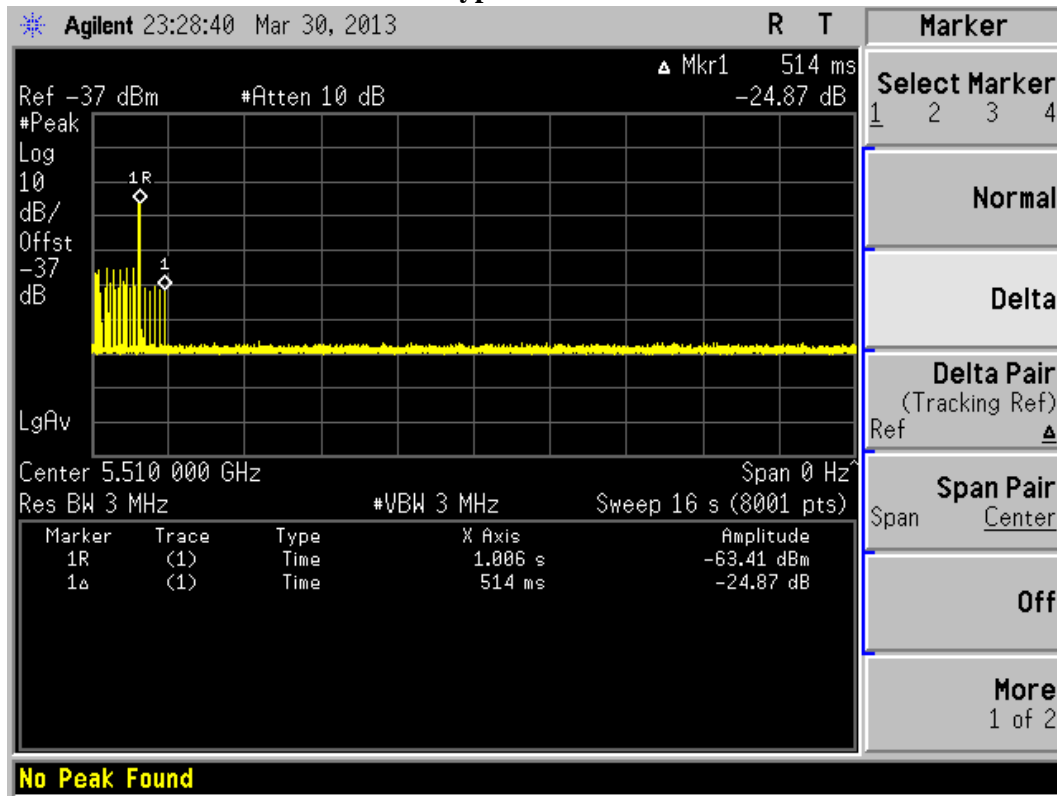 Agilent 23:28:40 Mar 30, 2013 R T
Δ Mkr1 514 ms
Ref -37 dBm #Atten 10 dB -24.87 dB
#Peak
Log
10
dB/
Offst
-37
dB
1R
1
LgAv
Center 5.510 000 GHz Span 0 Hz^
Res BW 3 MHz #VBW 3 MHz Sweep 16 s (8001 pts)
Marker Trace Type X Axis Amplitude
1R (1) Time 1.006 s -63.41 dBm
1Δ (1) Time 514 ms -24.87 dB
Marker
Select Marker
1 2 3 4
Normal
Delta
Delta Pair
(Tracking Ref)
Ref Δ
Span Pair
Span Center
Off
More
1 of 2
No Peak Found